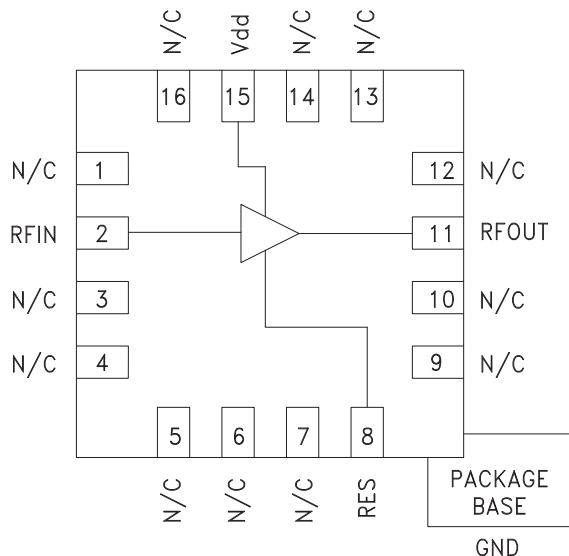 N/C Vdd N/C N/C
16 15 14 13
N/C 1 12 N/C
RFIN 2 11 RFOUT
N/C 3 10 N/C
N/C 4 9 N/C
5 6 7 8
N/C N/C N/C RES
PACKAGE
BASE
GND